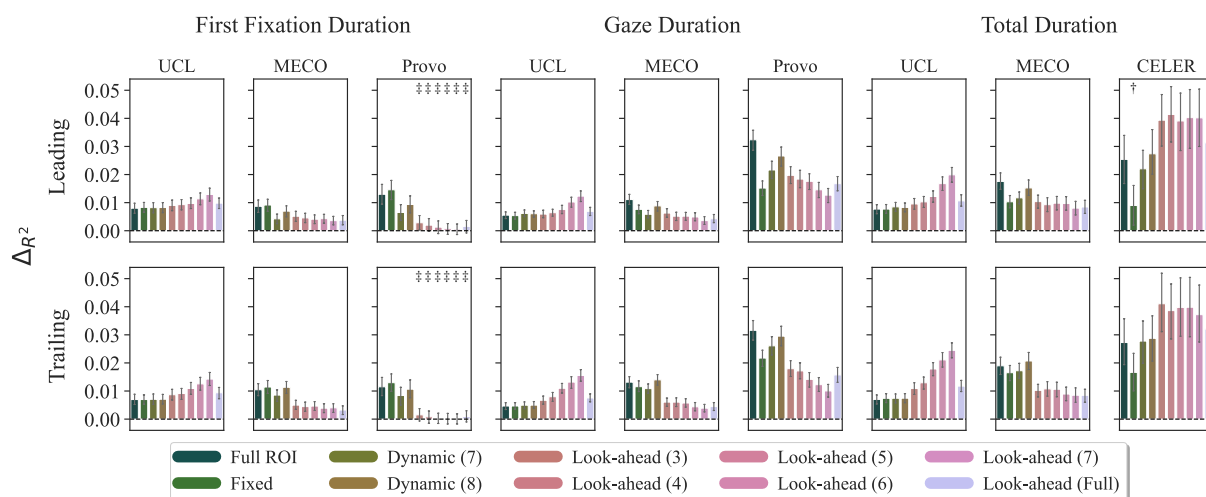 First Fixation Duration Gaze Duration Total Duration
UCL MECO Provo UCL MECO Provo UCL MECO CELER
Leading
0.05 ‡‡‡‡‡‡ †
0.04
0.03
0.02
0.01
0.00
Δ_R²
Trailing
0.05 ‡‡‡‡‡‡
0.04
0.03
0.02
0.01
0.00
Full ROI Dynamic (7) Look-ahead (3) Look-ahead (5) Look-ahead (7)
Fixed Dynamic (8) Look-ahead (4) Look-ahead (6) Look-ahead (Full)